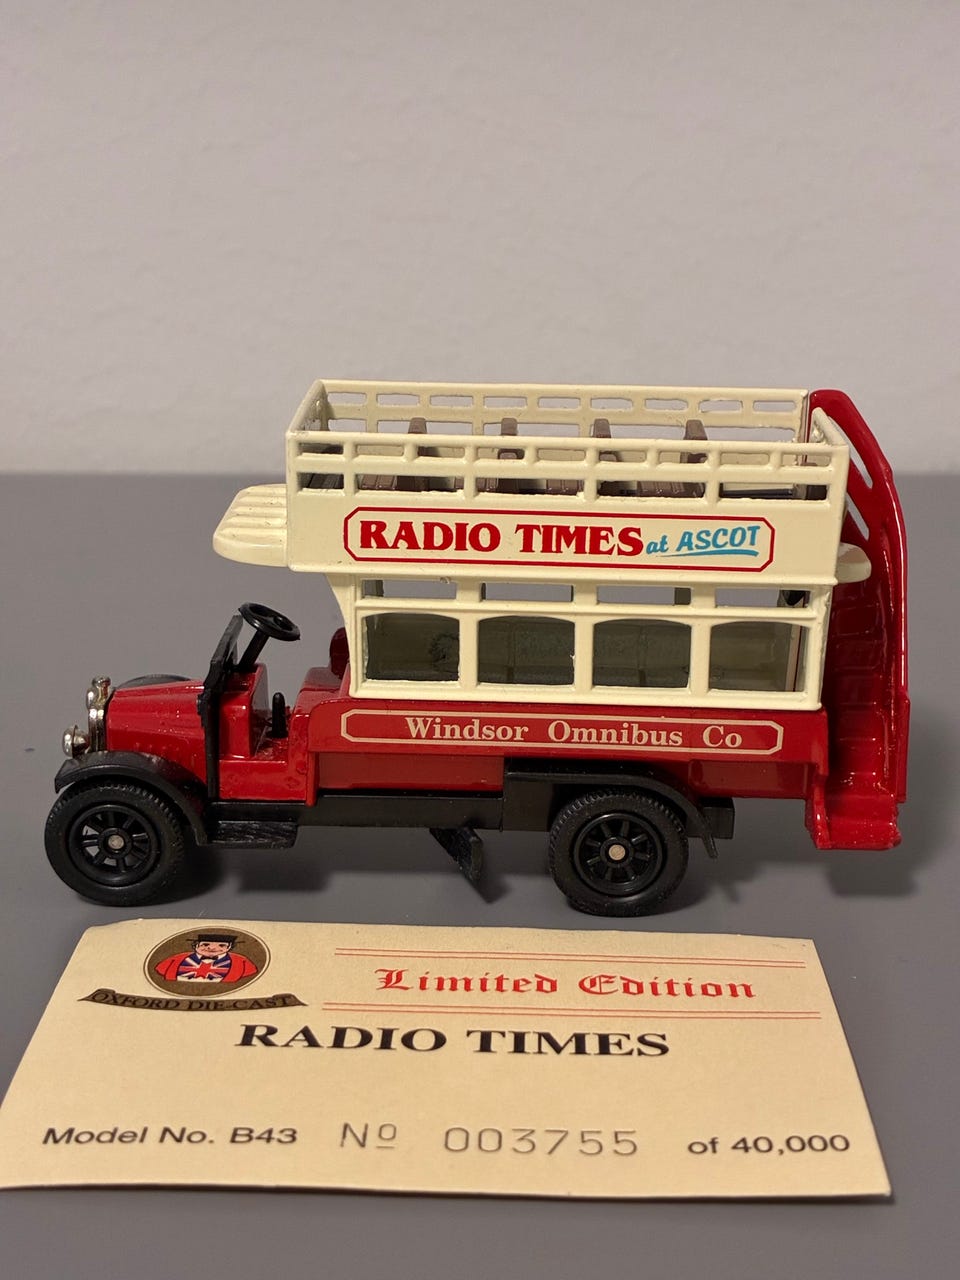 RADIO TIMES at ASCOT
Windsor Omnibus Co
OXFORD DIE-CAST
Limited Edition
RADIO TIMES
Model No. B43 Nº 003755 of 40,000